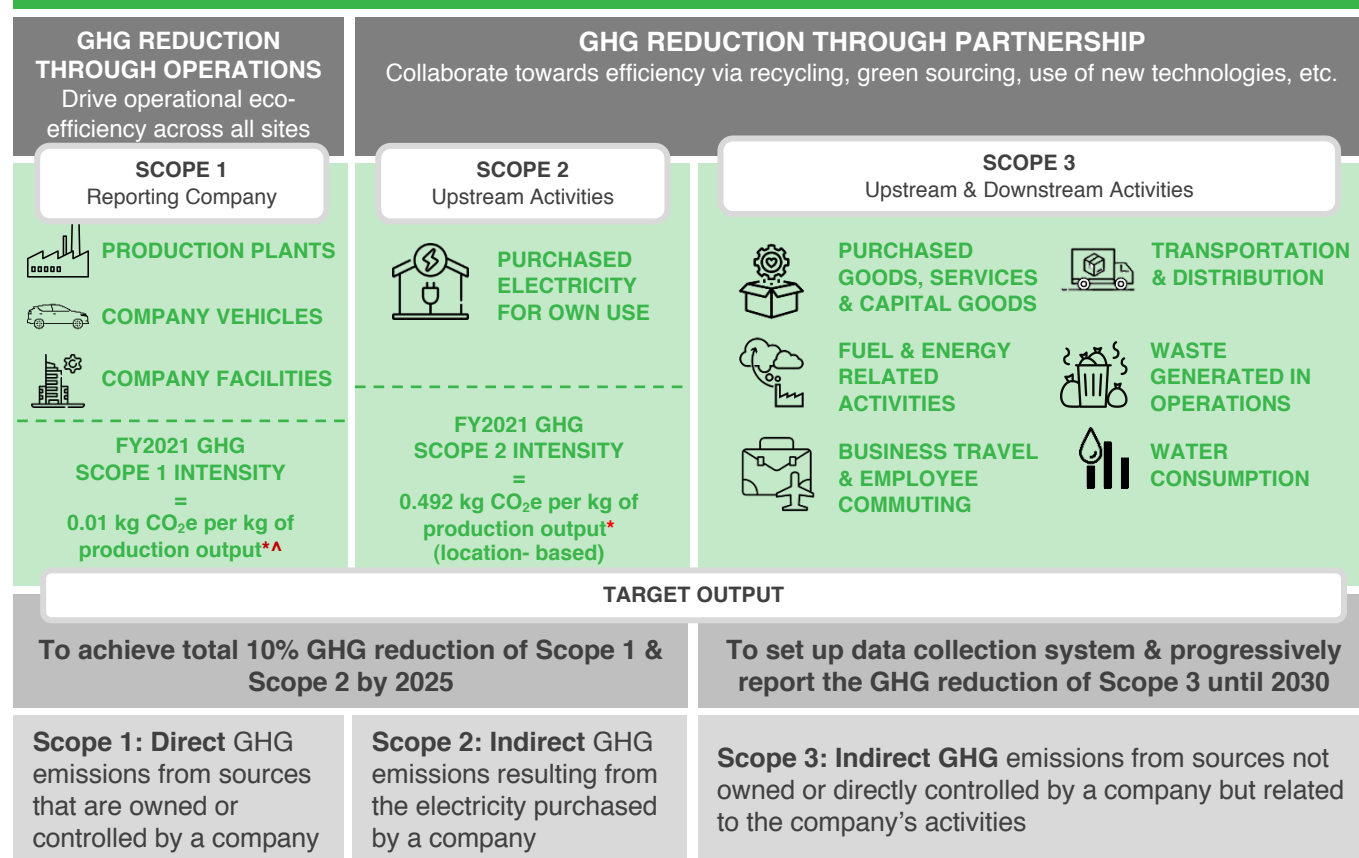 GHG REDUCTION
THROUGH OPERATIONS
Drive operational eco-
efficiency across all sites
GHG REDUCTION THROUGH PARTNERSHIP
Collaborate towards efficiency via recycling, green sourcing, use of new technologies, etc.
SCOPE 1
Reporting Company
PRODUCTION PLANTS
COMPANY VEHICLES
COMPANY FACILITIES
FY2021 GHG
SCOPE 1 INTENSITY
=
0.01 kg CO₂e per kg of
production output*^
SCOPE 2
Upstream Activities
PURCHASED
ELECTRICITY
FOR OWN USE
FY2021 GHG
SCOPE 2 INTENSITY
=
0.492 kg CO₂e per kg of
production output*
(location- based)
SCOPE 3
Upstream & Downstream Activities
PURCHASED
GOODS, SERVICES
& CAPITAL GOODS
FUEL & ENERGY
RELATED
ACTIVITIES
BUSINESS TRAVEL
& EMPLOYEE
COMMUTING
TRANSPORTATION
& DISTRIBUTION
WASTE
GENERATED IN
OPERATIONS
WATER
CONSUMPTION
TARGET OUTPUT
To achieve total 10% GHG reduction of Scope 1 &
Scope 2 by 2025
To set up data collection system & progressively
report the GHG reduction of Scope 3 until 2030
Scope 1: Direct GHG
emissions from sources
that are owned or
controlled by a company
Scope 2: Indirect GHG
emissions resulting from
the electricity purchased
by a company
Scope 3: Indirect GHG emissions from sources not
owned or directly controlled by a company but related
to the company's activities